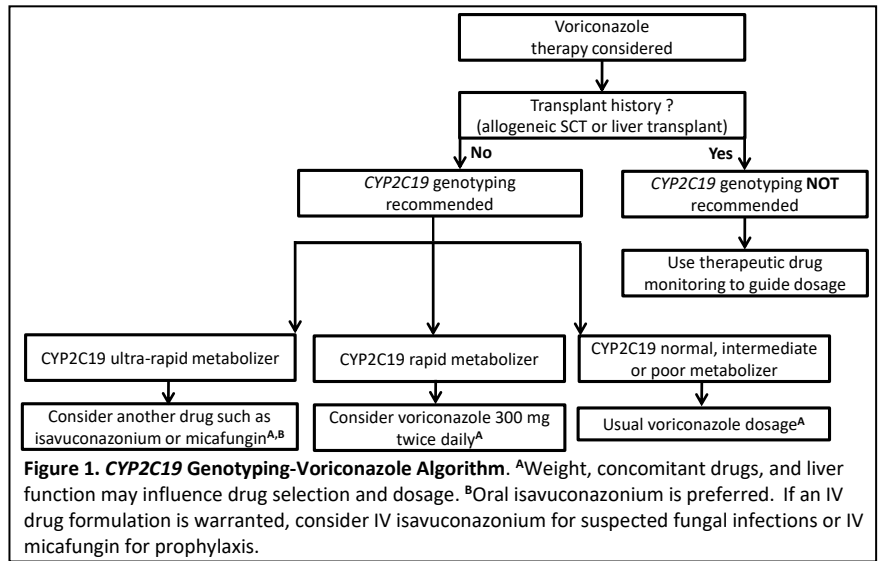 Voriconazole
therapy considered
Transplant history ?
(allogeneic SCT or liver transplant)
No
Yes
CYP2C19 genotyping
recommended
CYP2C19 genotyping NOT
recommended
Use therapeutic drug
monitoring to guide dosage
CYP2C19 ultra-rapid metabolizer
CYP2C19 rapid metabolizer
CYP2C19 normal, intermediate
or poor metabolizer
Consider another drug such as
isavuconazonium or micafungin^A,B
Consider voriconazole 300 mg
twice daily^A
Usual voriconazole dosage^A
Figure 1. CYP2C19 Genotyping-Voriconazole Algorithm. ^AWeight, concomitant drugs, and liver
function may influence drug selection and dosage. ^BOral isavuconazonium is preferred. If an IV
drug formulation is warranted, consider IV isavuconazonium for suspected fungal infections or IV
micafungin for prophylaxis.